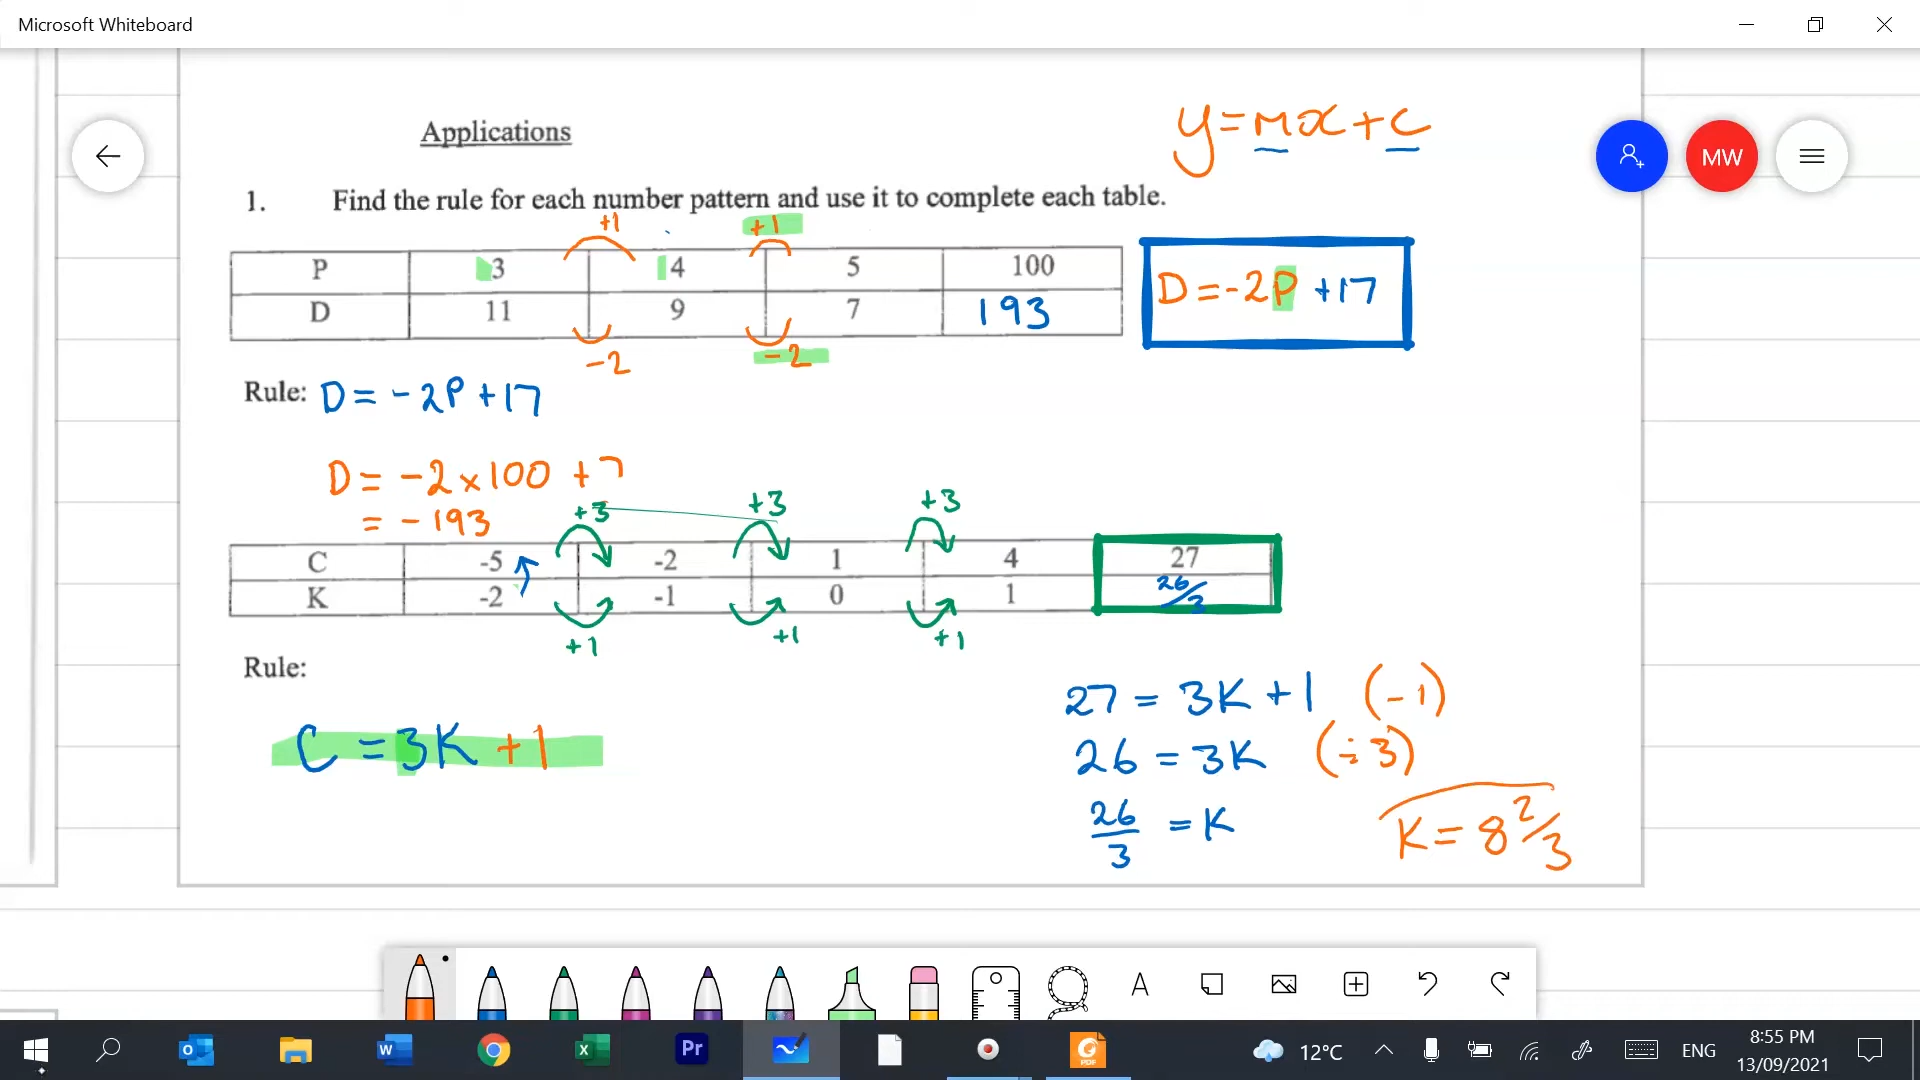 Microsoft Whiteboard
Applications
y=mx+c
MW
1. Find the rule for each number pattern and use it to complete each table.
+1 +1
P 3 4 5 100
D 11 9 7 193
-2 -2
D = -2P +17
Rule: D = -2P +17
D = -2 x 100 + 7
= -193
+3 +3 +3
C -5 -2 1 4 27
K -2 -1 0 1 26/3
+1 +1 +1
Rule:
C = 3K +1
27 = 3K +1 (-1)
26 = 3K (÷3)
26/3 = K
K = 8 2/3
A
Pr
12°C
ENG
8:55 PM
13/09/2021